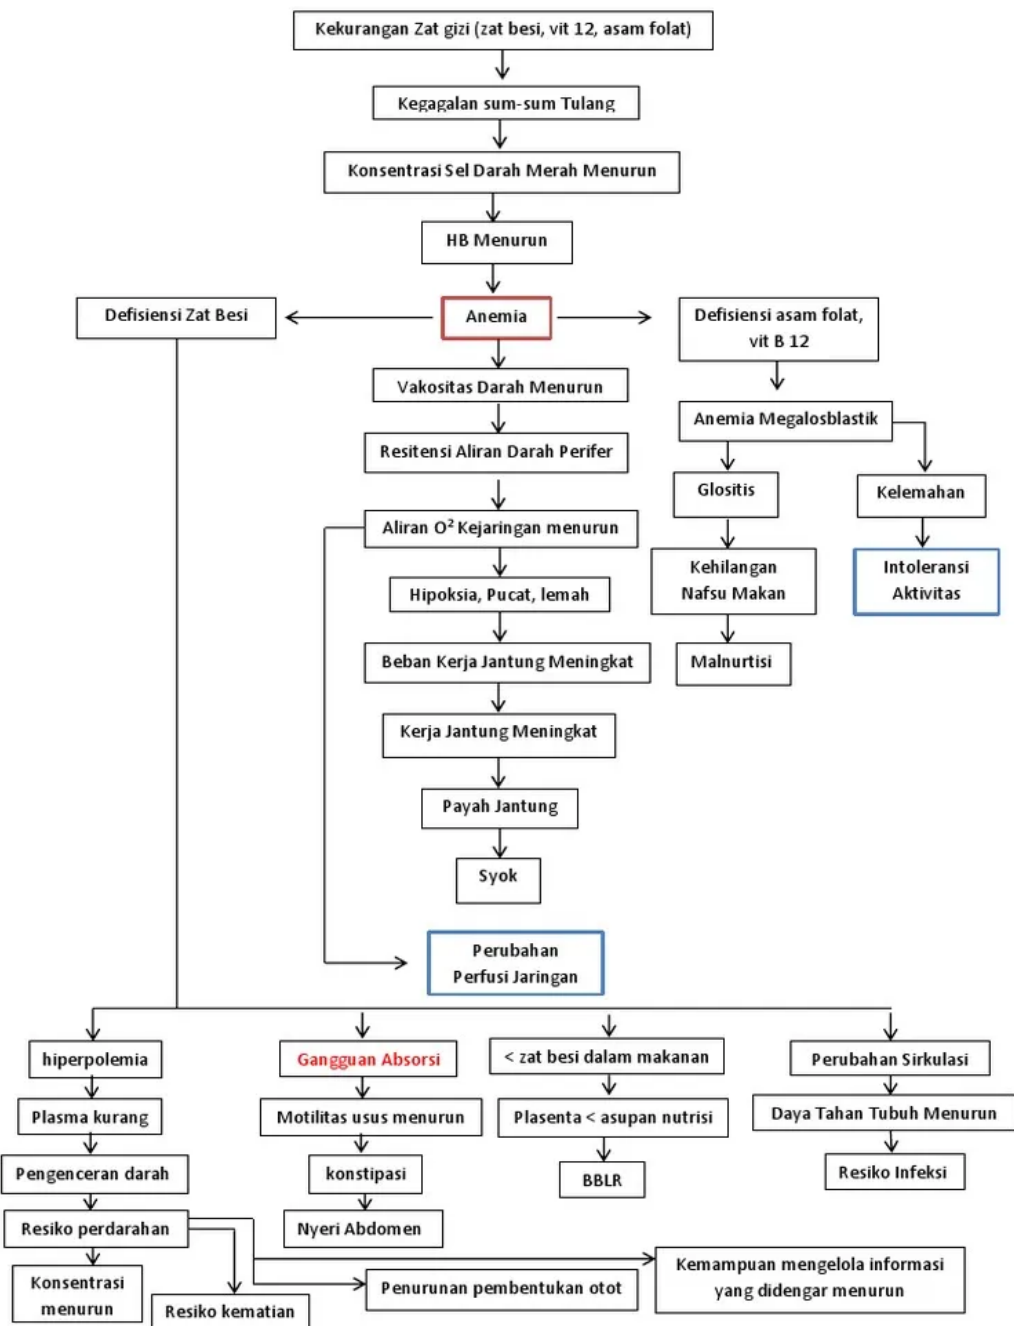 Kekurangan Zat gizi (zat besi, vit 12, asam folat)
Kegagalan sum-sum Tulang
Konsentrasi Sel Darah Merah Menurun
HB Menurun
Defisiensi Zat Besi
Anemia
Defisiensi asam folat,
vit B 12
Vakositas Darah Menurun
Anemia Megalosblastik
Resitensi Aliran Darah Perifer
Glositis
Kelemahan
Aliran O² Kejaringan menurun
Kehilangan
Nafsu Makan
Intoleransi
Aktivitas
Hipoksia, Pucat, lemah
Beban Kerja Jantung Meningkat
Malnurtisi
Kerja Jantung Meningkat
Payah Jantung
Syok
Perubahan
Perfusi Jaringan
hiperpolemia
Gangguan Absorsi
< zat besi dalam makanan
Perubahan Sirkulasi
Plasma kurang
Motilitas usus menurun
Plasenta < asupan nutrisi
Daya Tahan Tubuh Menurun
Pengenceran darah
konstipasi
BBLR
Resiko Infeksi
Resiko perdarahan
Nyeri Abdomen
Konsentrasi
menurun
Resiko kematian
Penurunan pembentukan otot
Kemampuan mengelola informasi
yang didengar menurun